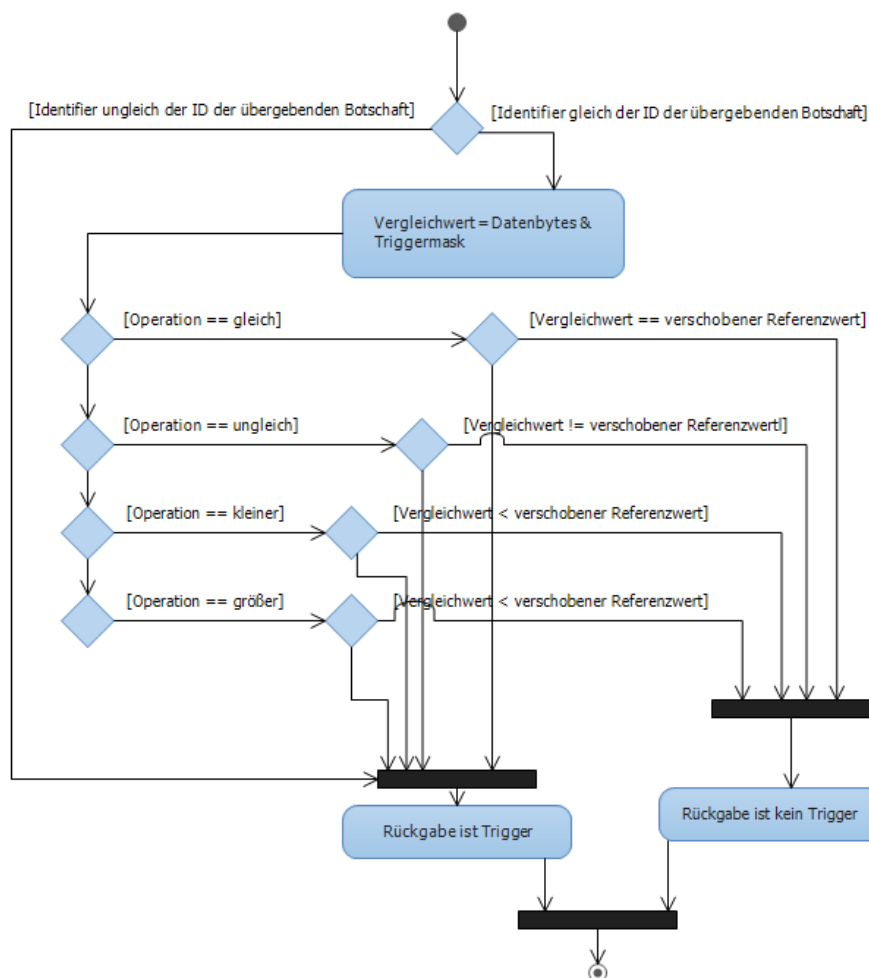 [Identifier ungleich der ID der übergebenden Botschaft]
[Identifier gleich der ID der übergebenden Botschaft]
Vergleichwert = Datenbytes &
Triggermask
[Operation == gleich]
[Vergleichwert == verschobener Referenzwert]
[Operation == ungleich]
[Vergleichwert != verschobener Referenzwert]
[Operation == kleiner]
[Vergleichwert < verschobener Referenzwert]
[Operation == größer]
[Vergleichwert < verschobener Referenzwert]
Rückgabe ist kein Trigger
Rückgabe ist Trigger